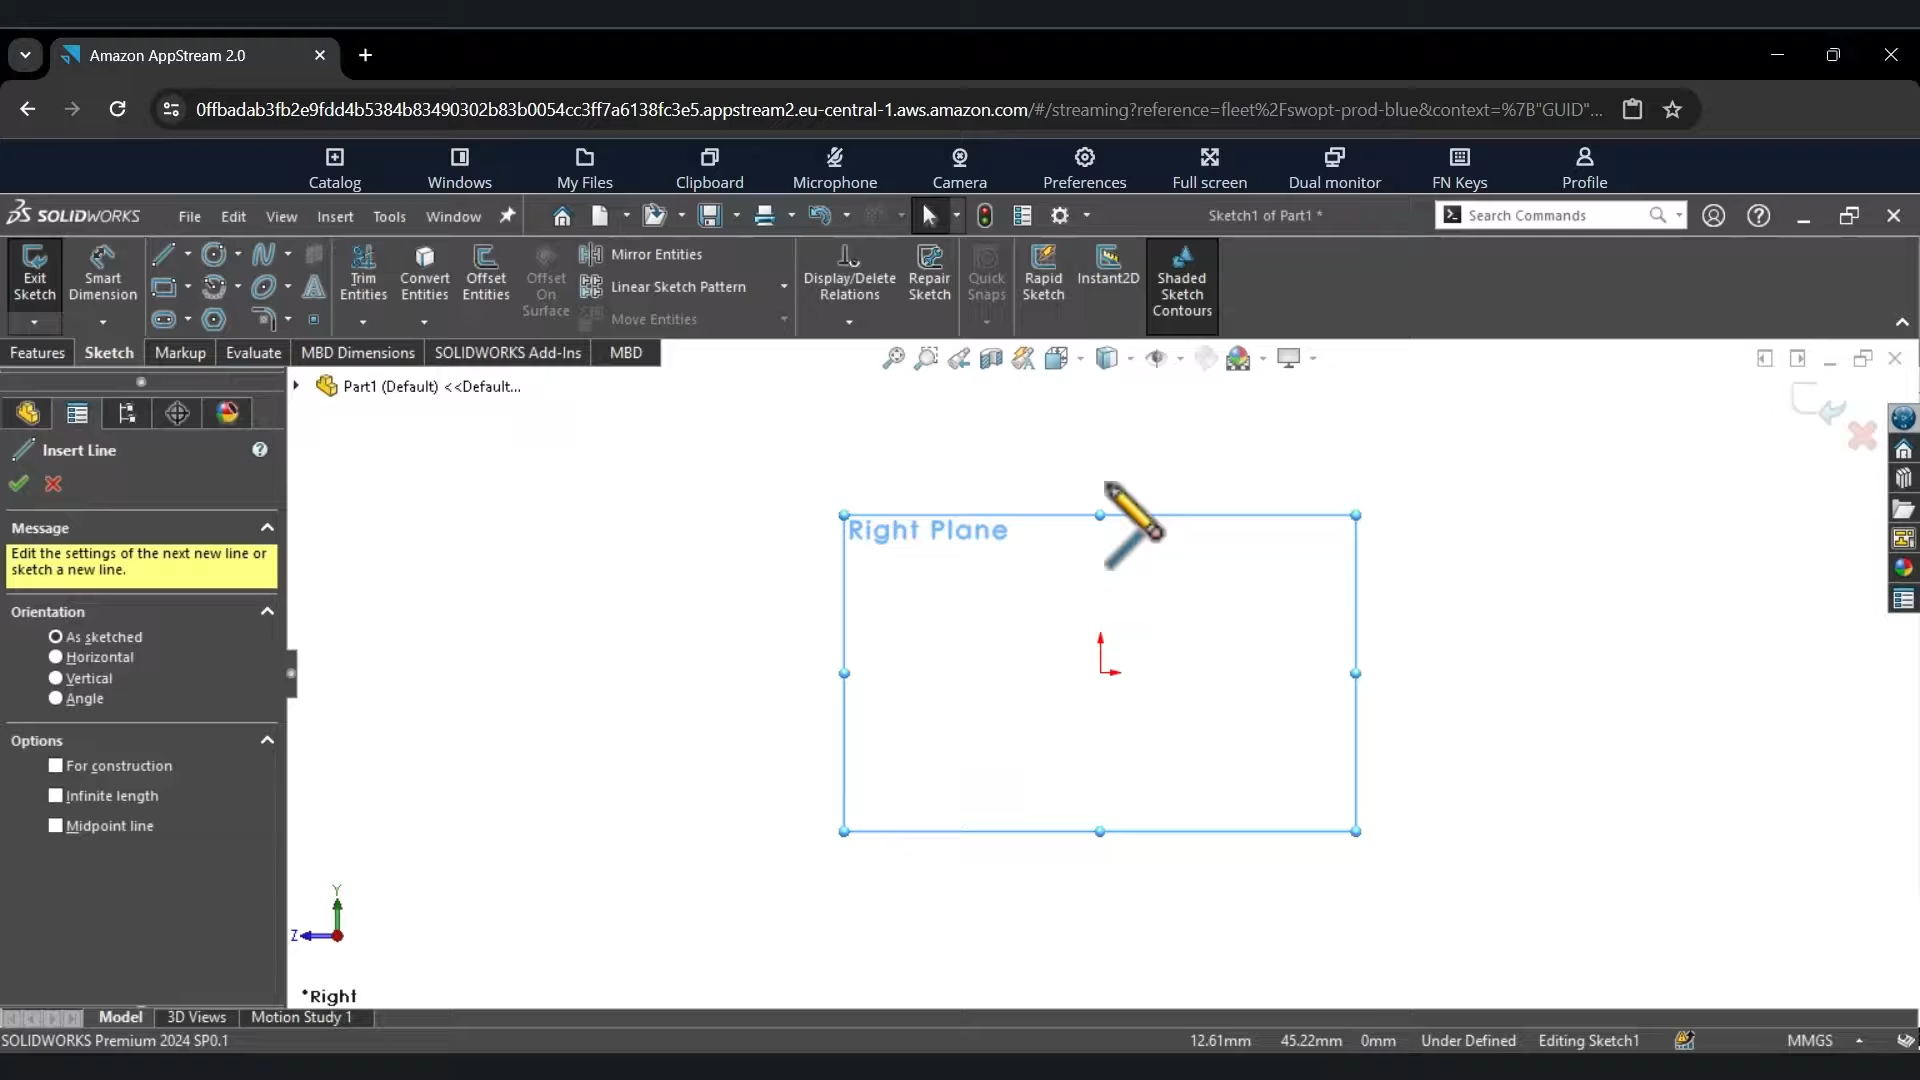 Amazon AppStream 2.0
0ffbadab3fb2e9fdd4b5384b83490302b83b0054cc3ff7a6138fc3e5.appstream2.eu-central-1.aws.amazon.com/#/streaming?reference=fleet%2Fswopt-prod-blue&context=%7B"GUID"...
Catalog Windows My Files Clipboard Microphone Camera Preferences Full screen Dual monitor FN Keys Profile
SOLIDWORKS File Edit View Insert Tools Window Sketch1 of Part1 * Search Commands
Exit Sketch
Smart Dimension
Trim Entities
Convert Entities
Offset Entities
Offset On Surface
Mirror Entities
Linear Sketch Pattern
Move Entities
Display/Delete Relations
Repair Sketch
Quick Snaps
Rapid Sketch
Instant2D
Shaded Sketch Contours
Features Sketch Markup Evaluate MBD Dimensions SOLIDWORKS Add-Ins MBD
Part1 (Default) <<Default...
Insert Line
Message
Edit the settings of the next new line or
sketch a new line.
Orientation
As sketched
Horizontal
Vertical
Angle
Options
For construction
Infinite length
Midpoint line
Right Plane
Y
Z
*Right
Model 3D Views Motion Study 1
SOLIDWORKS Premium 2024 SP0.1 12.61mm 45.22mm 0mm Under Defined Editing Sketch1 MMGS